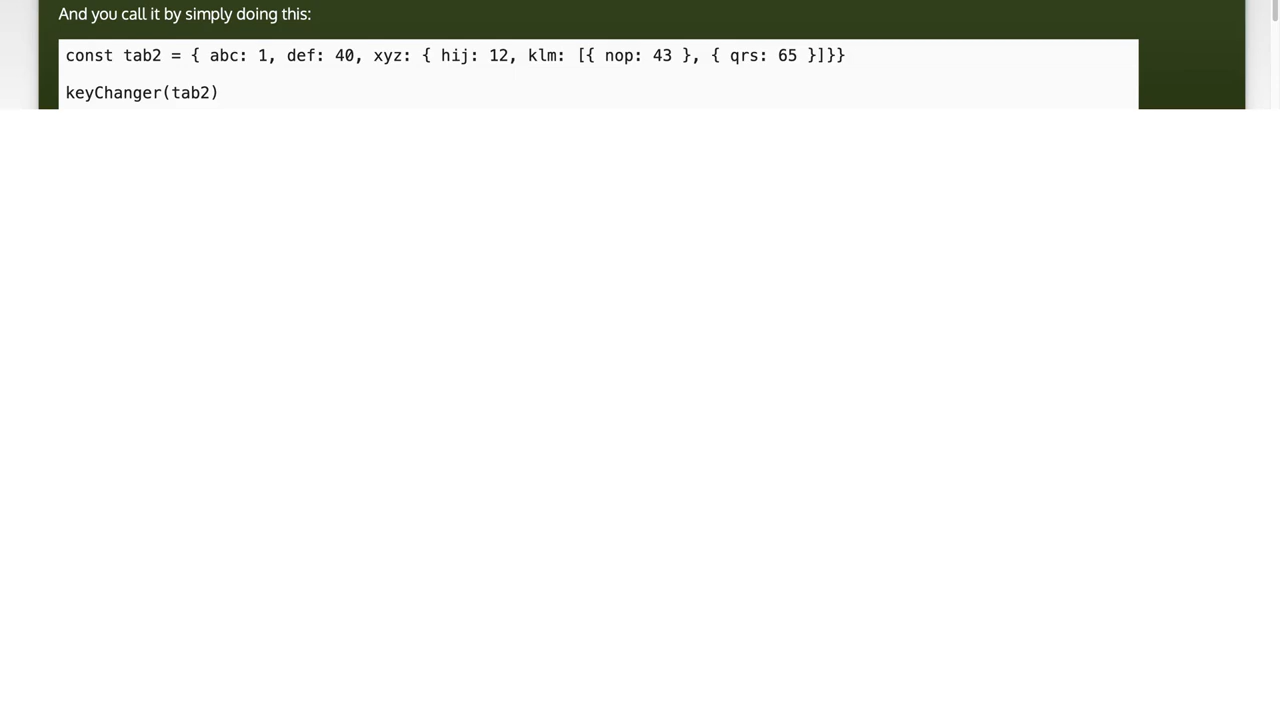 And you call it by simply doing this:
const tab2 = { abc: 1, def: 40, xyz: { hij: 12, klm: [{ nop: 43 }, { qrs: 65 }]}}
keyChanger(tab2)